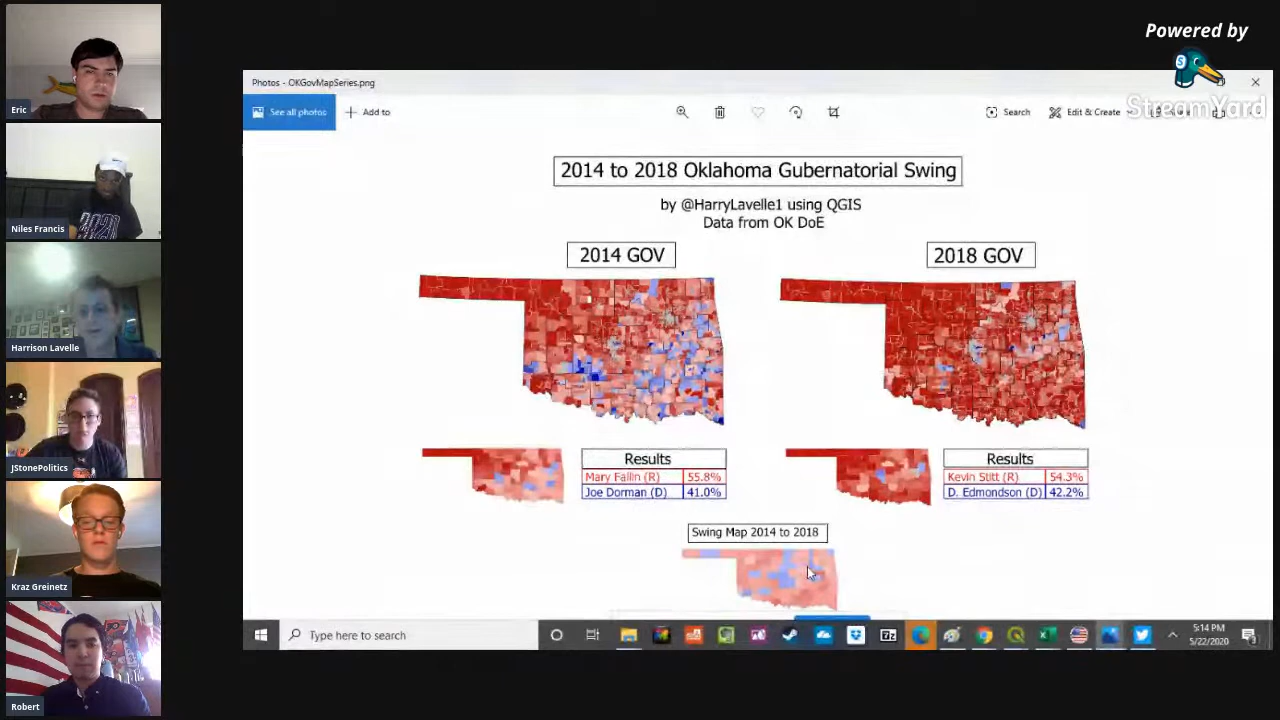 Powered by
StreamYard
Eric
Niles Francis
Harrison Lavelle
JStonePolitics
Kraz Greinetz
Robert
Photos - OKGovMapSeries.png
See all photos
Add to
Search
Edit & Create
2014 to 2018 Oklahoma Gubernatorial Swing
by @HarryLavelle1 using QGIS
Data from OK DoE
2014 GOV
2018 GOV
Results
Mary Fallin (R) 55.8%
Joe Dorman (D) 41.0%
Results
Kevin Stitt (R) 54.3%
D. Edmondson (D) 42.2%
Swing Map 2014 to 2018
Type here to search
5:14 PM
5/22/2020